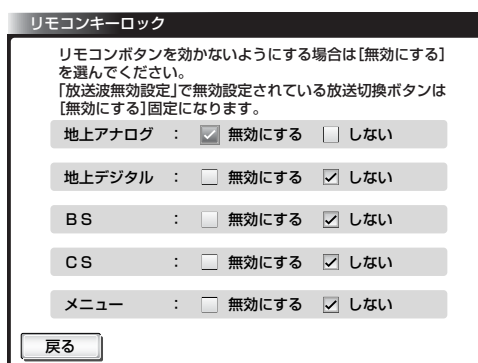 リモコンキーロック
リモコンボタンを効かないようにする場合は[無効にする]
を選んでください。
「放送波無効設定」で無効設定されている放送切換ボタンは
[無効にする]固定になります。
地上アナログ : 無効にする しない
地上デジタル : 無効にする しない
BS : 無効にする しない
CS : 無効にする しない
メニュー : 無効にする しない
戻る